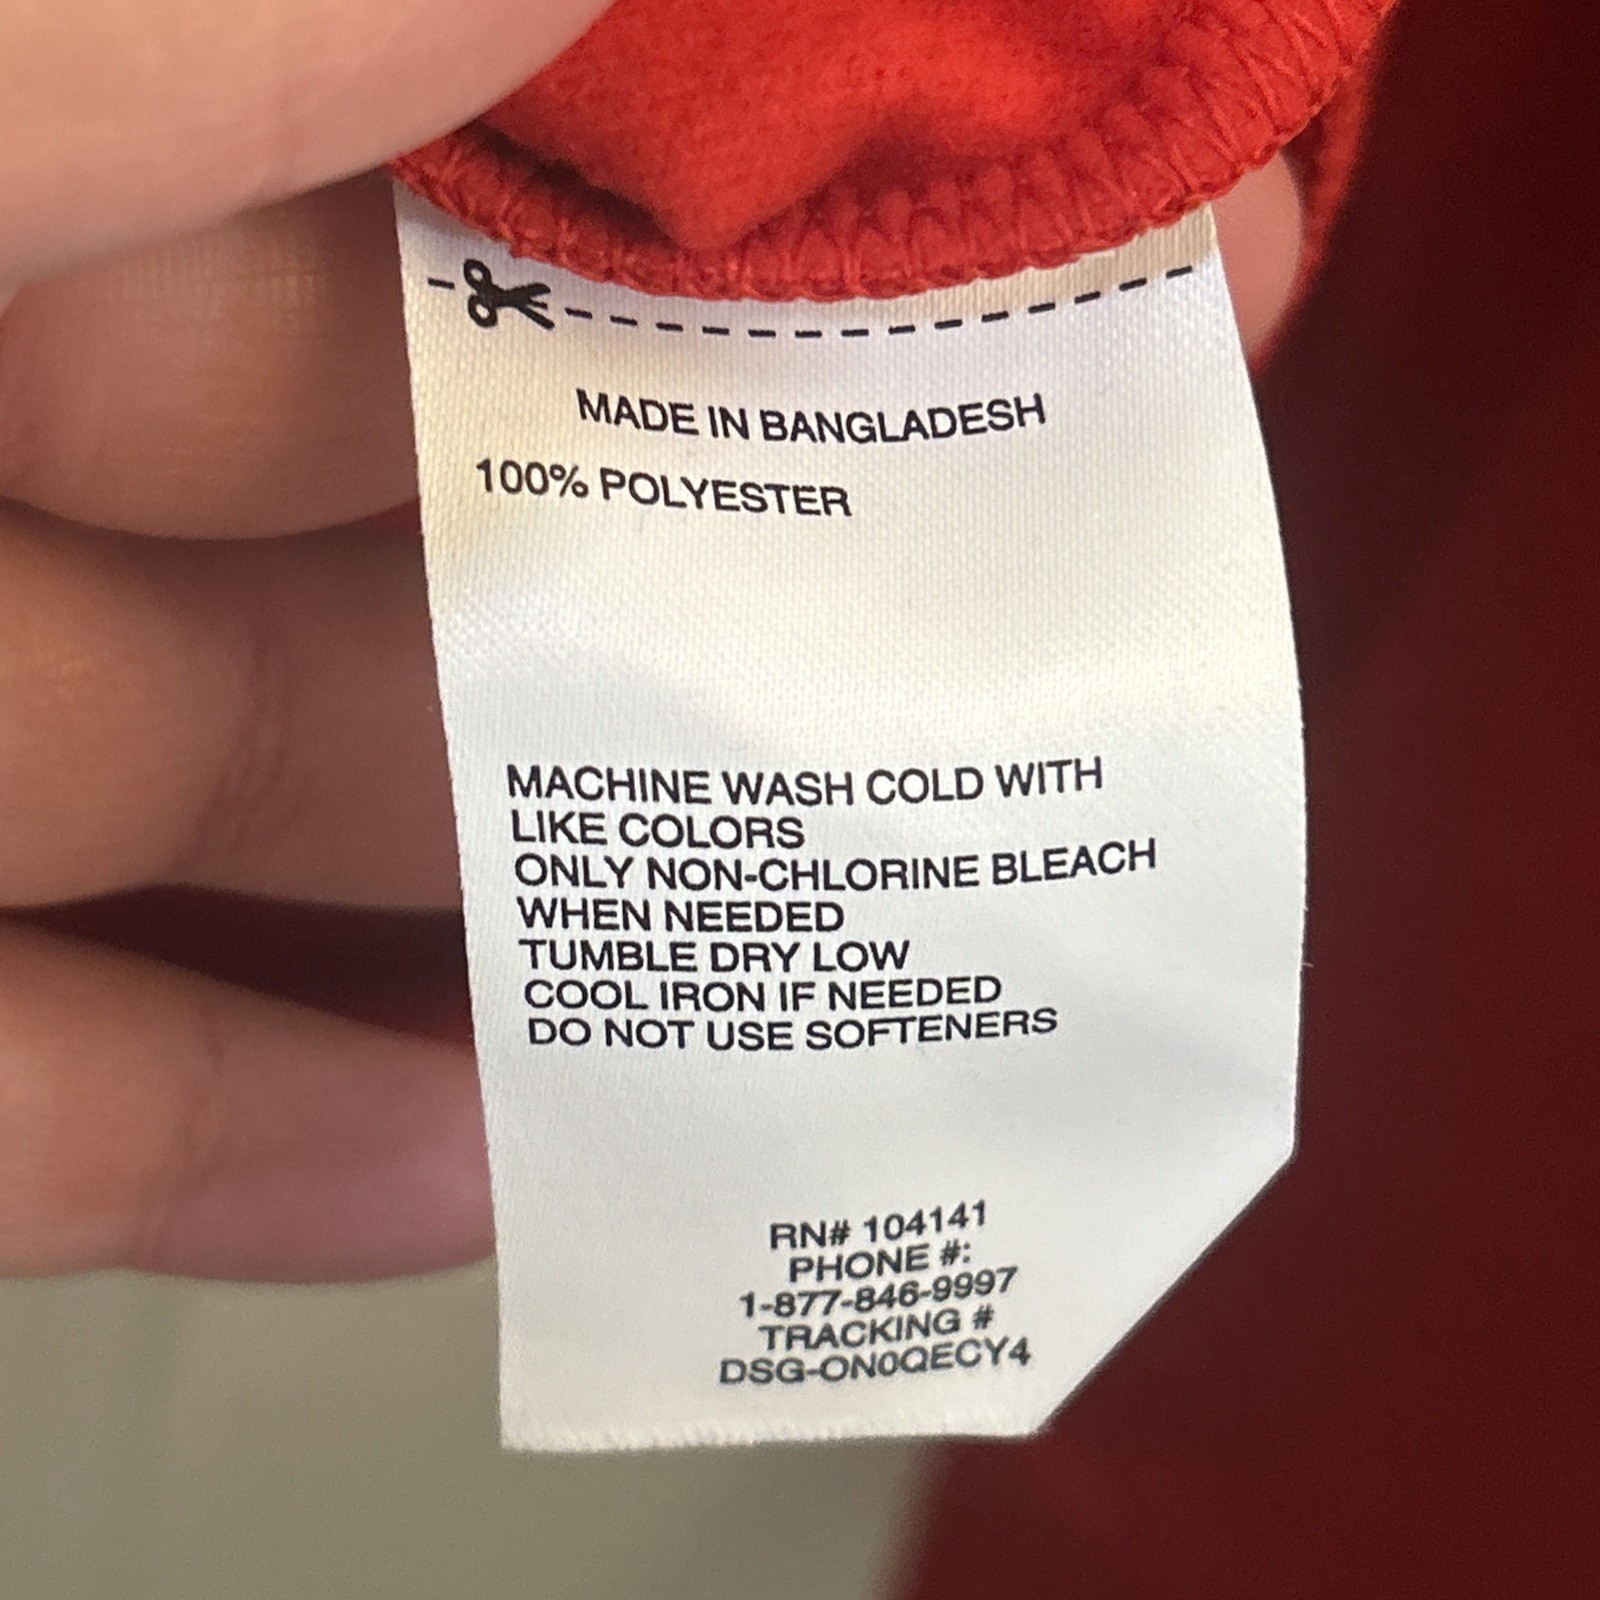 MADE IN BANGLADESH
100% POLYESTER
MACHINE WASH COLD WITH
LIKE COLORS
ONLY NON-CHLORINE BLEACH
WHEN NEEDED
TUMBLE DRY LOW
COOL IRON IF NEEDED
DO NOT USE SOFTENERS
RN# 104141
PHONE #:
1-877-846-9997
TRACKING #
DSG-ON0QECY4